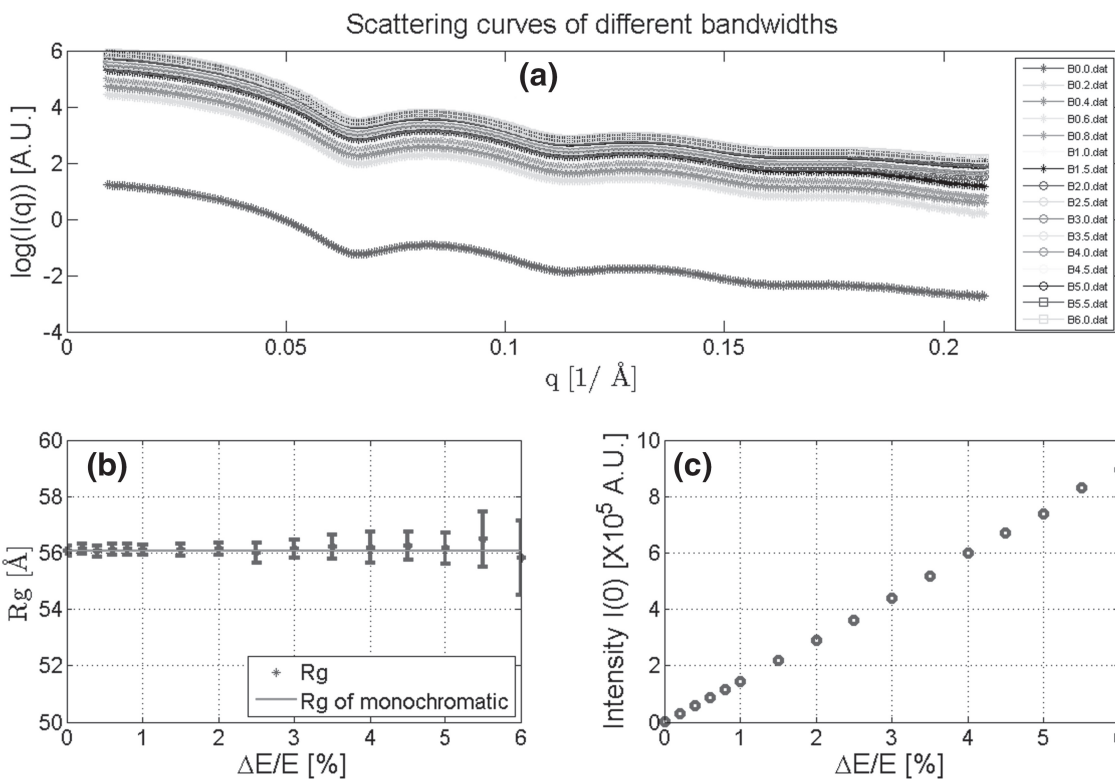 Scattering curves of different bandwidths
(a)
log(I(q)) [A.U.]
6
4
2
0
-2
-4
0
0.05
0.1
0.15
0.2
q [1/ Å]
B0.0.dat
B0.2.dat
B0.4.dat
B0.6.dat
B0.8.dat
B1.0.dat
B1.5.dat
B2.0.dat
B2.5.dat
B3.0.dat
B3.5.dat
B4.0.dat
B4.5.dat
B5.0.dat
B5.5.dat
B6.0.dat
(b)
Rg [Å]
60
58
56
54
52
50
0
1
2
3
4
5
6
ΔE/E [%]
Rg
Rg of monochromatic
(c)
Intensity I(0) [X10⁵ A.U.]
10
8
6
4
2
0
0
1
2
3
4
5
ΔE/E [%]